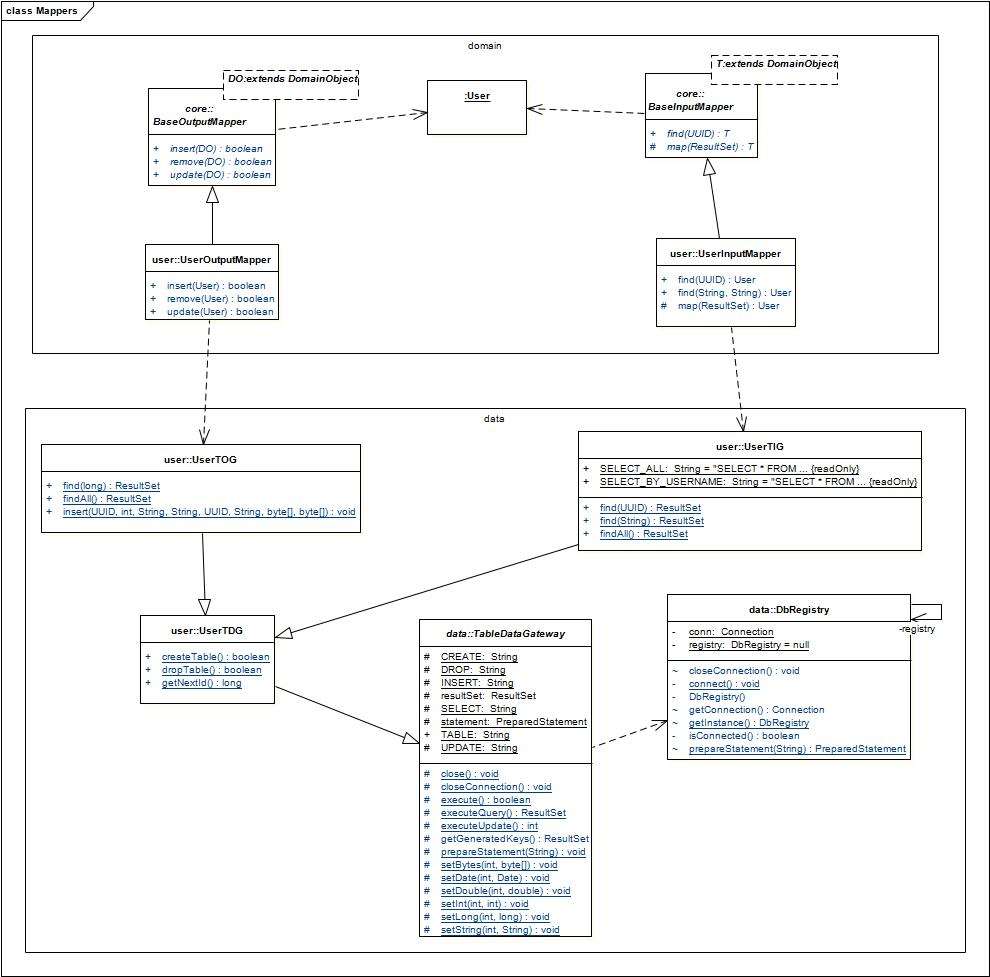 class Mappers
domain
DO:extends DomainObject
core::
BaseOutputMapper
+ insert(DO) : boolean
+ remove(DO) : boolean
+ update(DO) : boolean
:User
T:extends DomainObject
core::
BaseInputMapper
+ find(UUID) : T
# map(ResultSet) : T
user::UserOutputMapper
+ insert(User) : boolean
+ remove(User) : boolean
+ update(User) : boolean
user::UserInputMapper
+ find(UUID) : User
+ find(String, String) : User
# map(ResultSet) : User
data
user::UserTOG
+ find(long) : ResultSet
+ findAll() : ResultSet
+ insert(UUID, int, String, String, UUID, String, byte[], byte[]) : void
user::UserTIG
+ SELECT_ALL: String = "SELECT * FROM ... {readOnly}
+ SELECT_BY_USERNAME: String = "SELECT * FROM ... {readOnly}
+ find(UUID) : ResultSet
+ find(String) : ResultSet
+ findAll() : ResultSet
user::UserTDG
+ createTable() : boolean
+ dropTable() : boolean
+ getNextId() : long
data::TableDataGateway
# CREATE: String
# DROP: String
# INSERT: String
# resultSet: ResultSet
# SELECT: String
# statement: PreparedStatement
+ TABLE: String
# UPDATE: String
# close() : void
# closeConnection() : void
# execute() : boolean
# executeQuery() : ResultSet
# executeUpdate() : int
# getGeneratedKeys() : ResultSet
# prepareStatement(String) : void
# setBytes(int, byte[]) : void
# setDate(int, Date) : void
# setDouble(int, double) : void
# setInt(int, int) : void
# setLong(int, long) : void
# setString(int, String) : void
data::DbRegistry
- conn: Connection
- registry: DbRegistry = null
~ closeConnection() : void
- connect() : void
- DbRegistry()
~ getConnection() : Connection
~ getInstance() : DbRegistry
- isConnected() : boolean
~ prepareStatement(String) : PreparedStatement
-registry